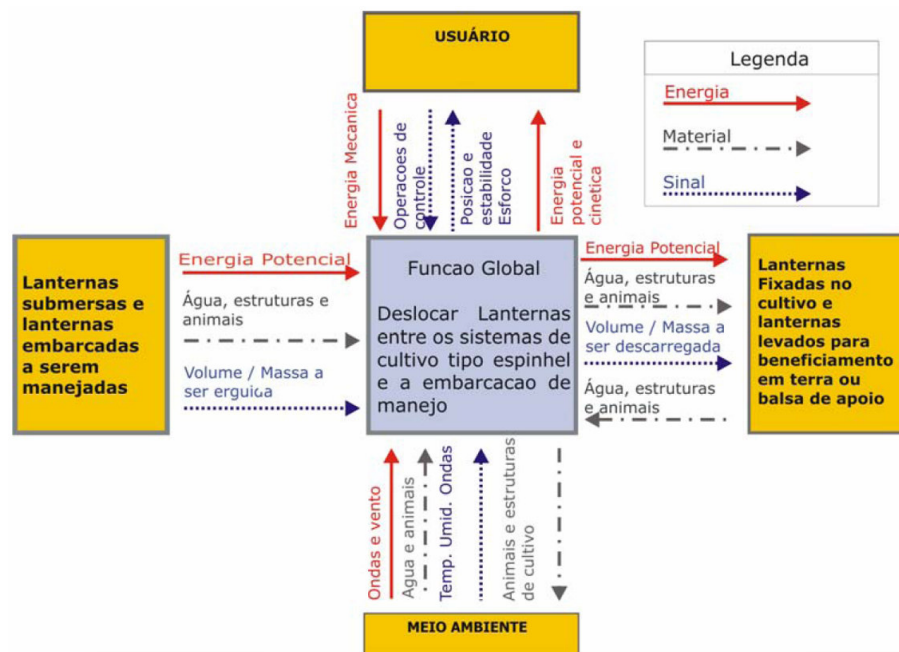 USUÁRIO
Legenda
Energia
Material
Sinal
Energia Mecanica
Operacoes de
controle
Posicao e
estabilidade
Esforco
Energia
potencial e
cinetica
Lanternas
submersas e
lanternas
embarcadas
a serem
manejadas
Energia Potencial
Água, estruturas e
animais
Volume / Massa a
ser erguida
Funcao Global
Deslocar Lanternas
entre os sistemas de
cultivo tipo espinhel
e a embarcacao de
manejo
Energia Potencial
Água, estruturas
e animais
Volume / Massa a
ser descarregada
Água, estruturas
e animais
Lanternas
Fixadas no
cultivo e
lanternas
levados para
beneficiamento
em terra ou
balsa de apoio
Ondas e vento
Agua e animais
Temp. Umid. Ondas
Animais e estruturas
de cultivo
MEIO AMBIENTE